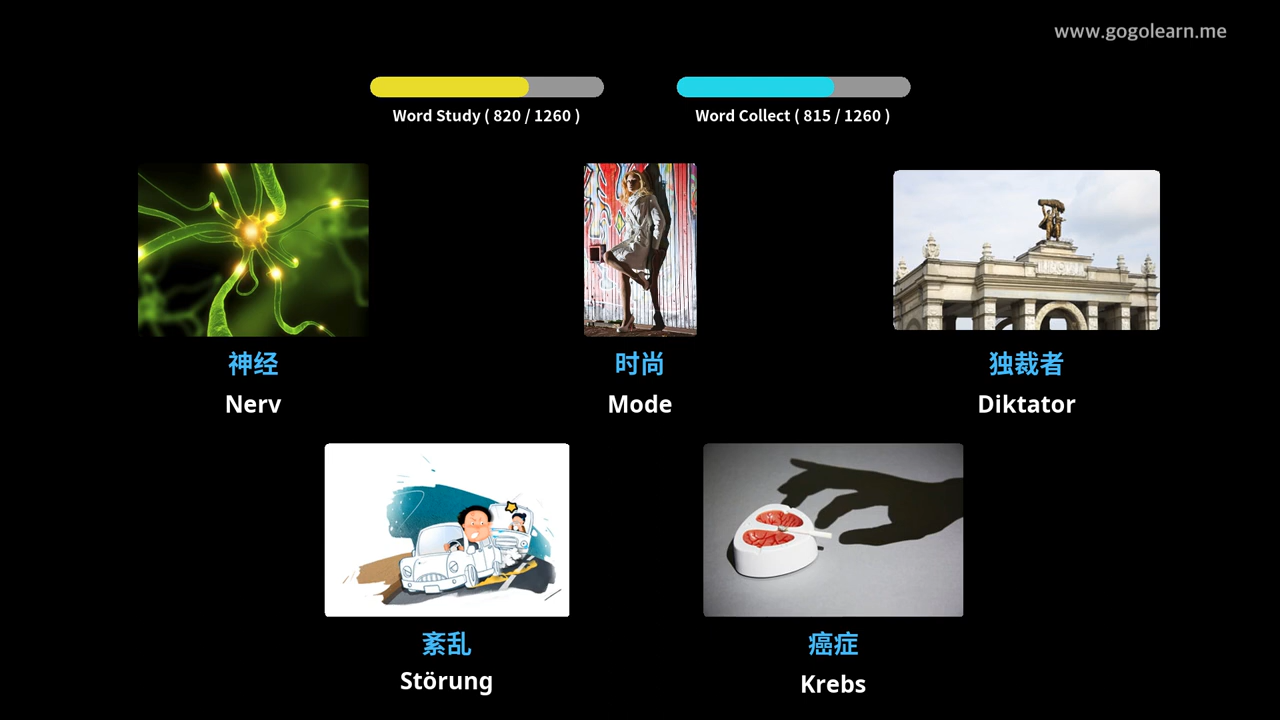 www.gogolearn.me
Word Study ( 820 / 1260 )
Word Collect ( 815 / 1260 )
神经
时尚
独裁者
Nerv
Mode
Diktator
紊乱
癌症
Störung
Krebs